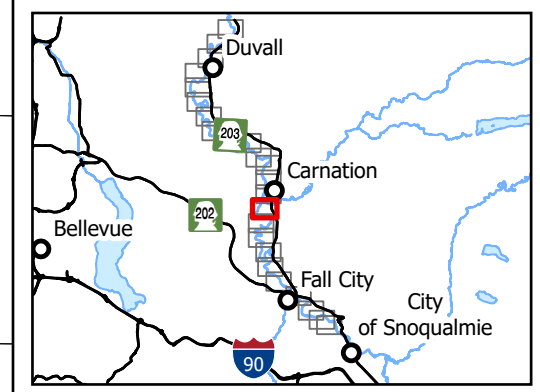 Duvall
203
Carnation
202
Bellevue
Fall City
City
of Snoqualmie
90